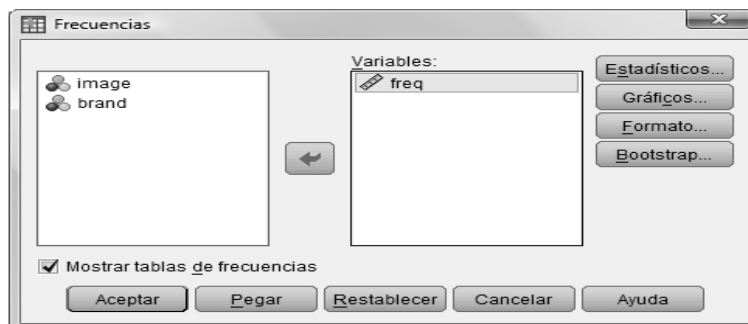 Frecuencias
Variables:
image
brand
freq
Estadísticos...
Gráficos...
Formato...
Bootstrap...
Mostrar tablas de frecuencias
Aceptar
Pegar
Restablecer
Cancelar
Ayuda